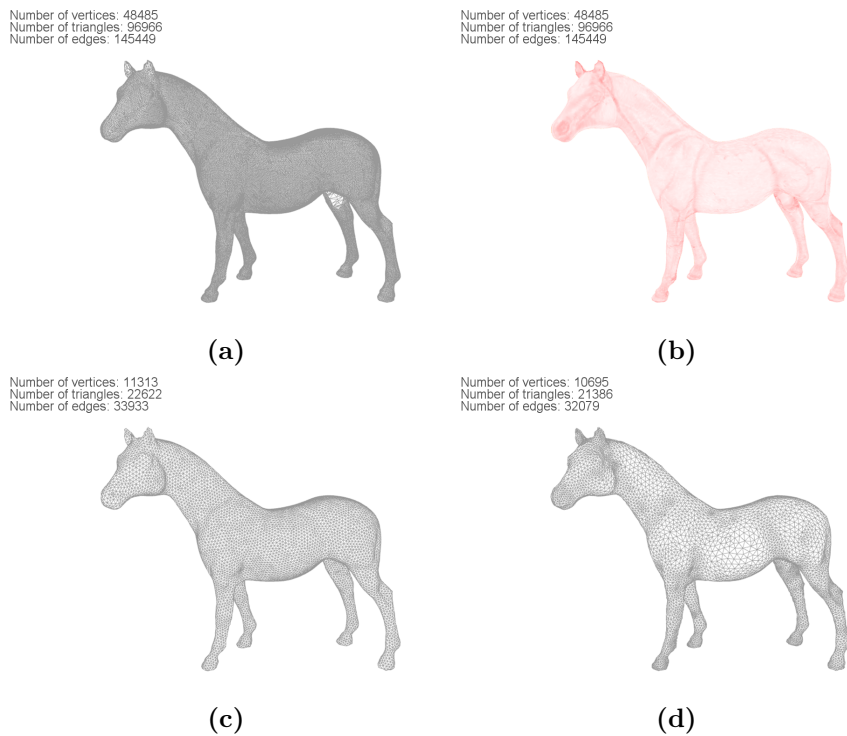 Number of vertices: 48485
Number of triangles: 96966
Number of edges: 145449
Number of vertices: 48485
Number of triangles: 96966
Number of edges: 145449
(a)
(b)
Number of vertices: 11313
Number of triangles: 22622
Number of edges: 33933
Number of vertices: 10695
Number of triangles: 21386
Number of edges: 32079
(c)
(d)